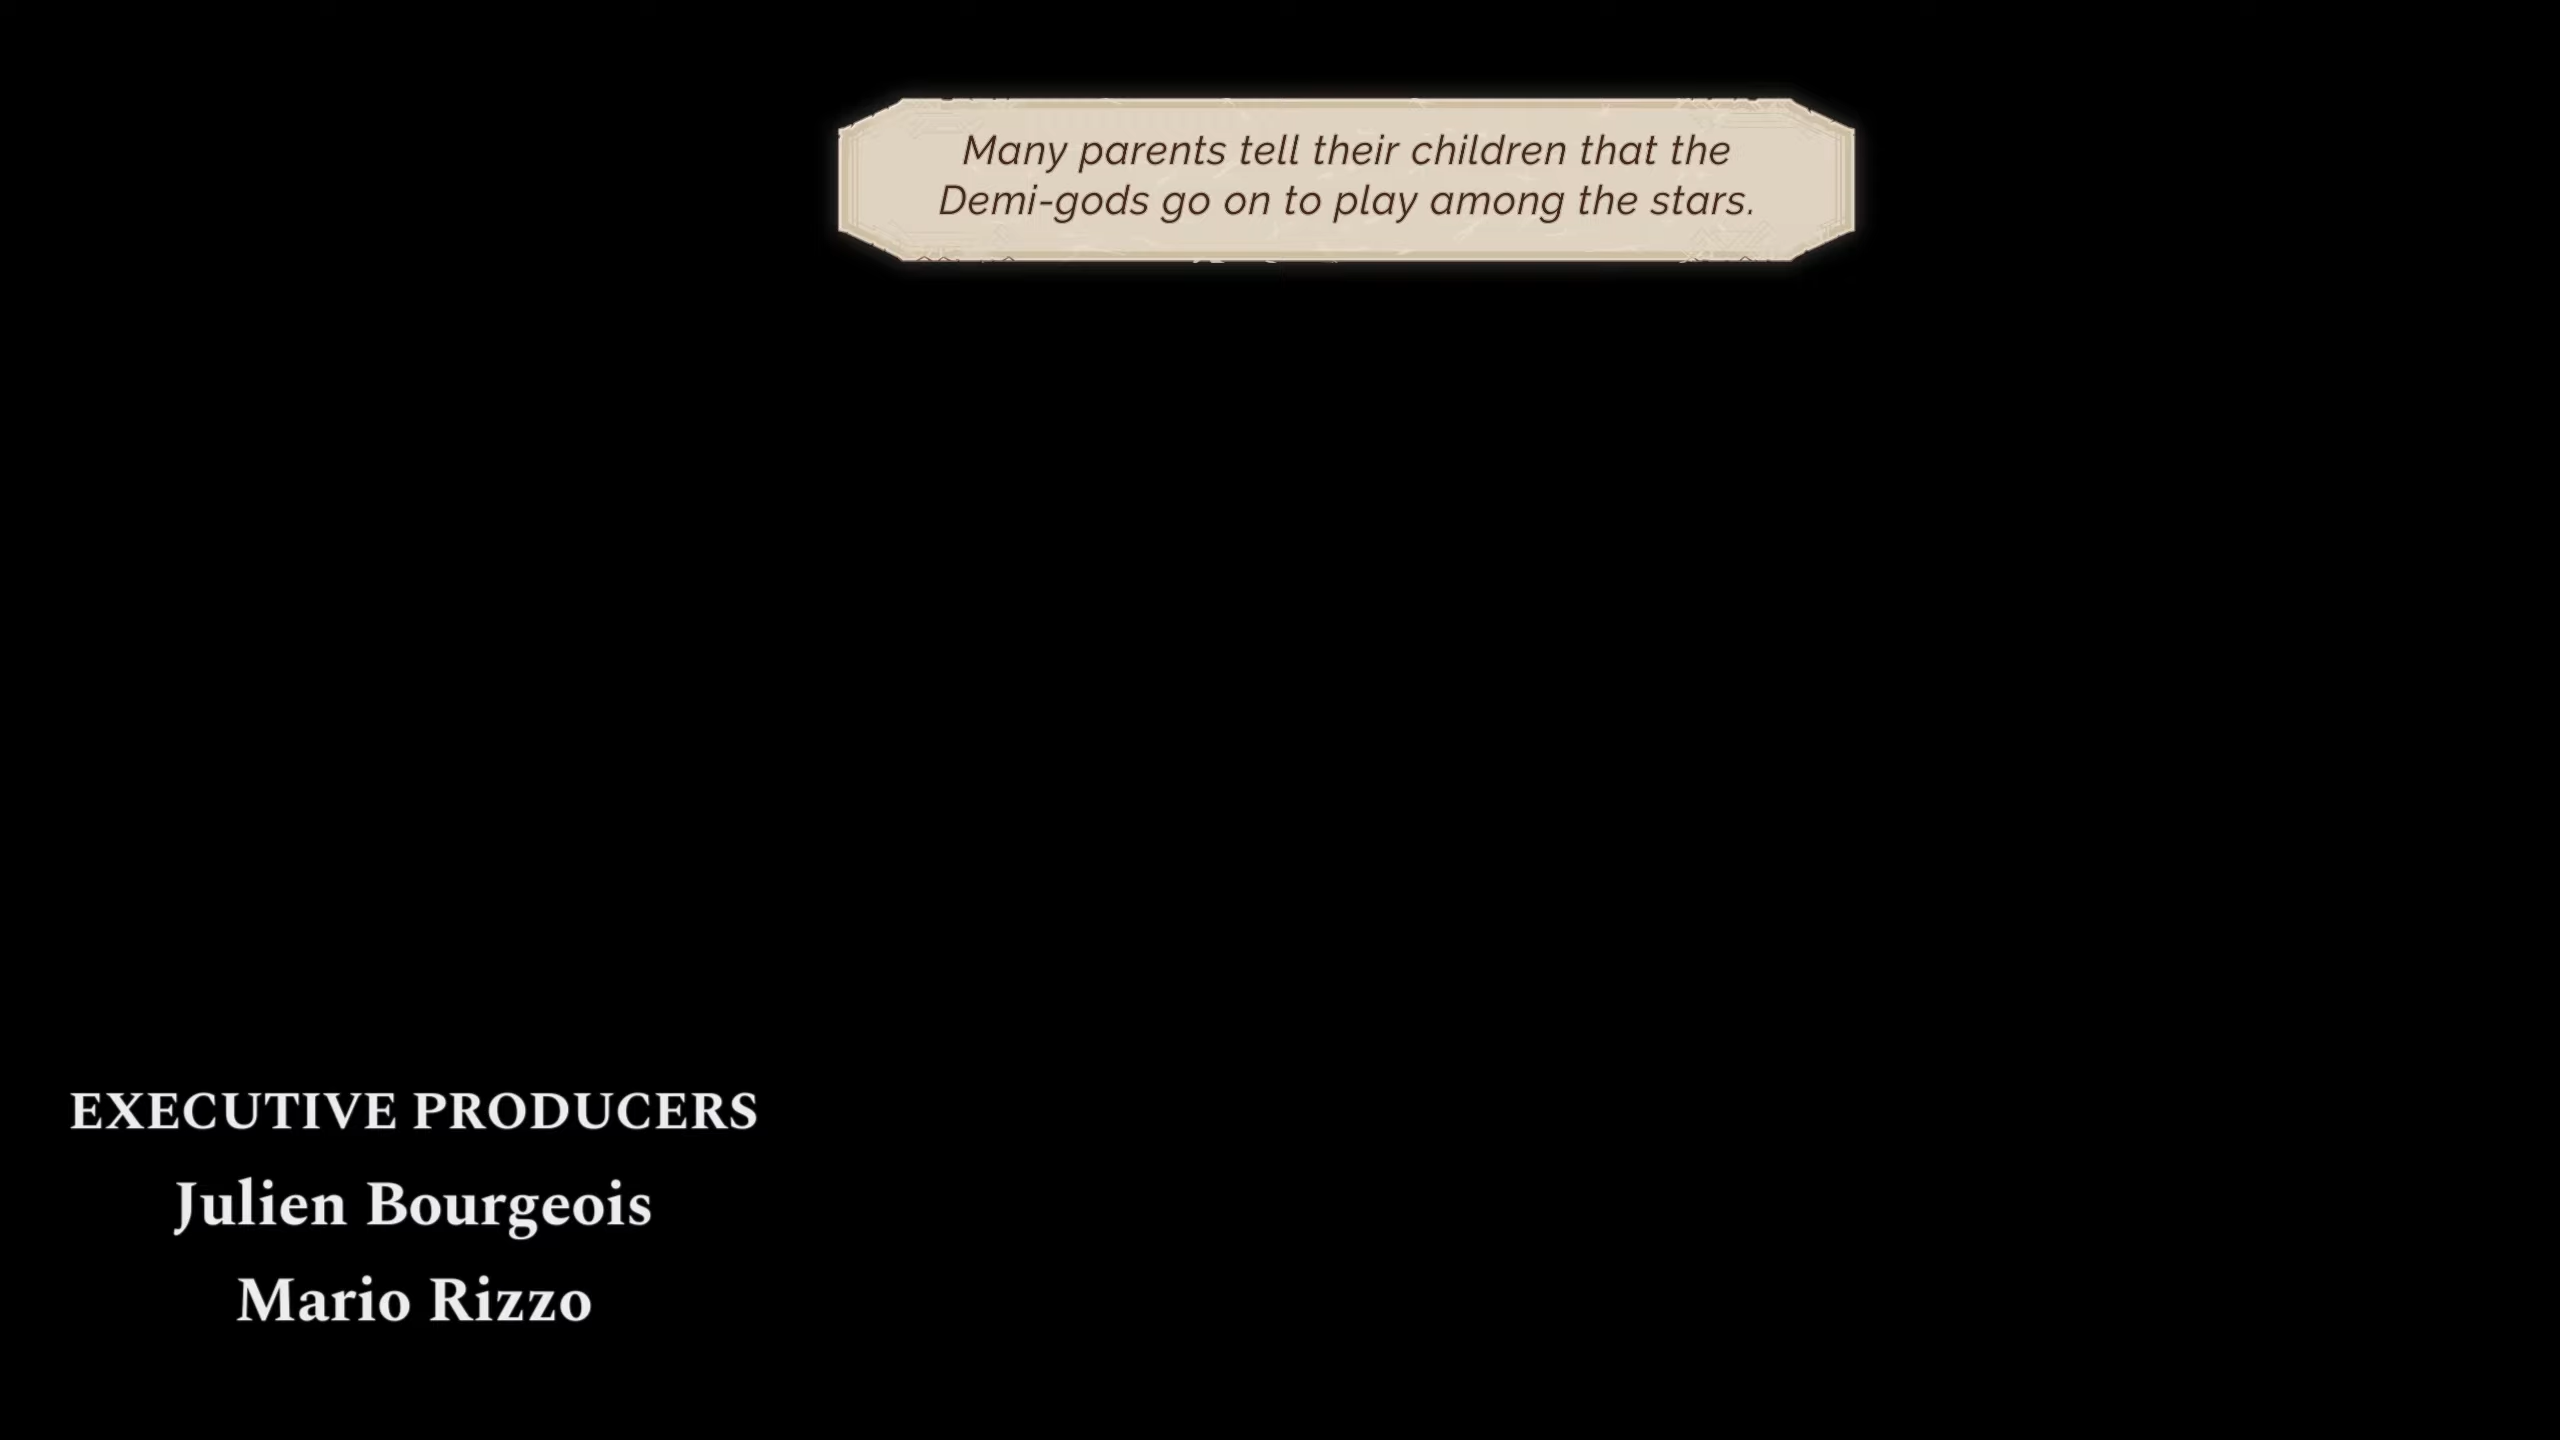 Many parents tell their children that the
Demi-gods go on to play among the stars.
EXECUTIVE PRODUCERS
Julien Bourgeois
Mario Rizzo